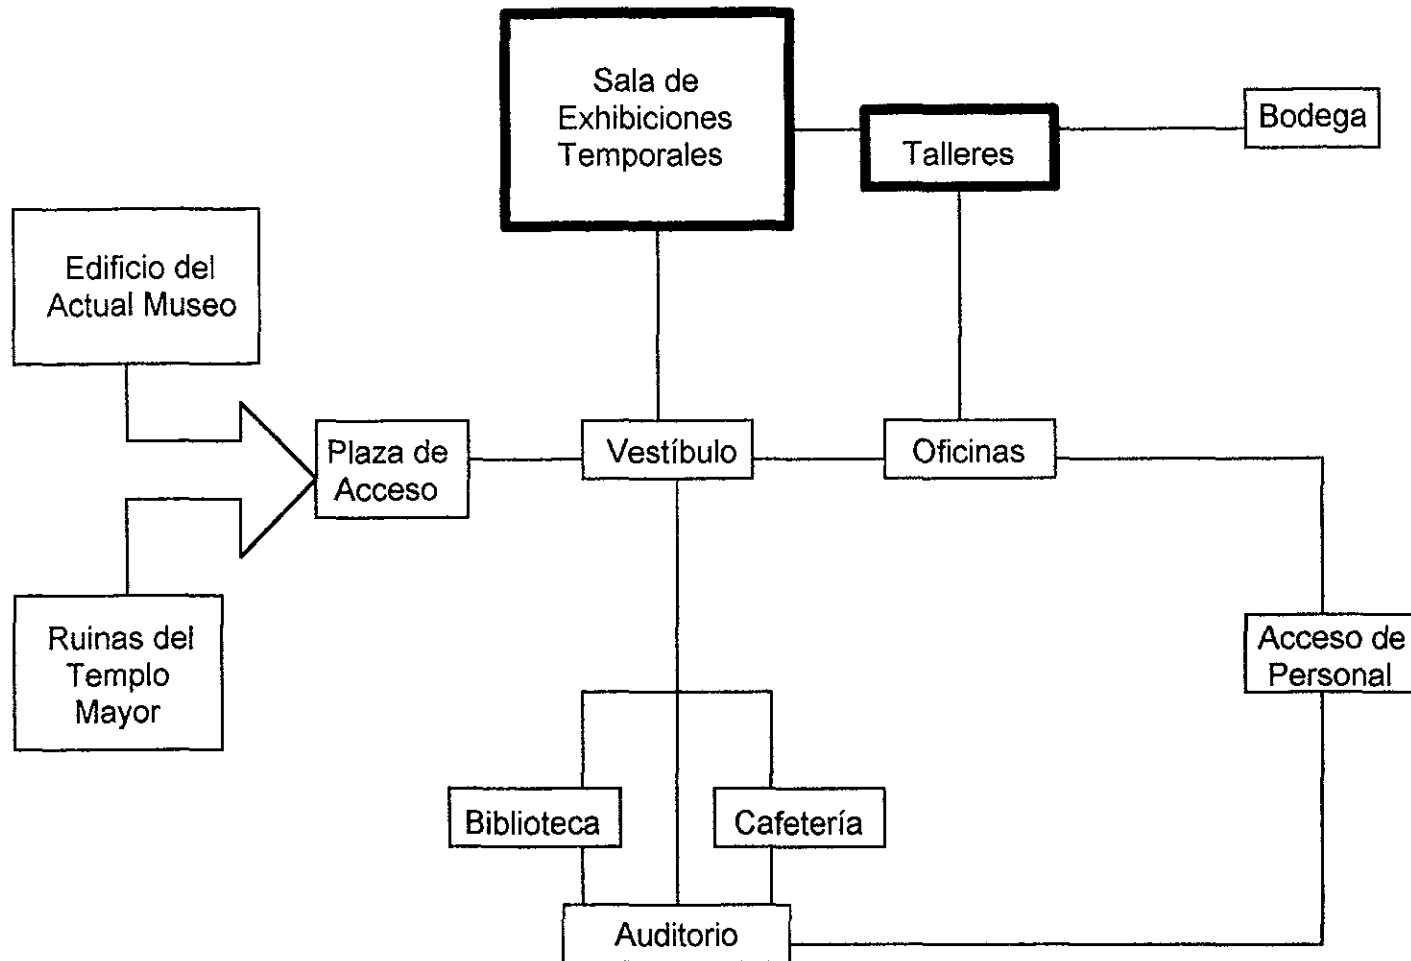 Sala de
Exhibiciones
Temporales
Talleres
Bodega
Edificio del
Actual Museo
Plaza de
Acceso
Vestíbulo
Oficinas
Ruinas del
Templo
Mayor
Acceso de
Personal
Biblioteca
Cafetería
Auditorio